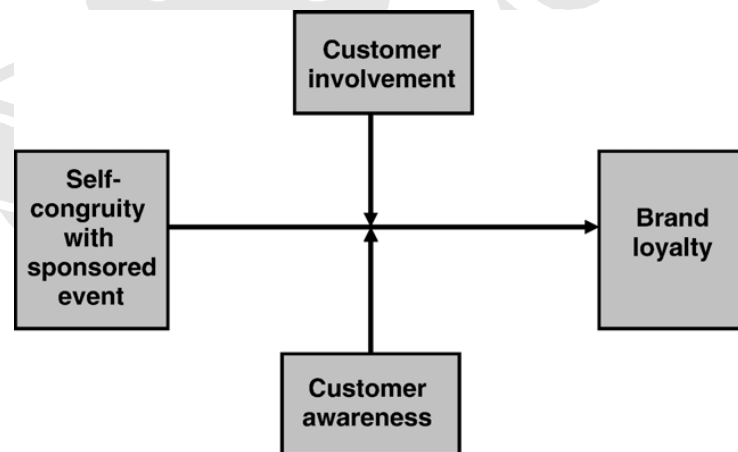 Customer
involvement
Self-
congruity
with
sponsored
event
Brand
loyalty
Customer
awareness